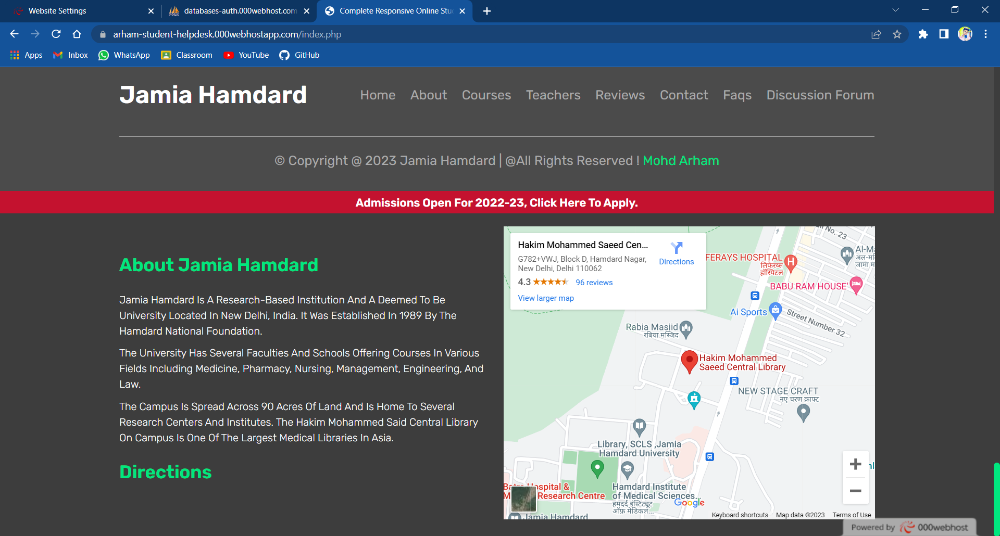 Website Settings
databases-auth.000webhost.com
Complete Responsive Online Stu
arham-student-helpdesk.000webhostapp.com/index.php
Apps
Inbox
WhatsApp
Classroom
YouTube
GitHub
Jamia Hamdard
Home
About
Courses
Teachers
Reviews
Contact
Faqs
Discussion Forum
© Copyright @ 2023 Jamia Hamdard | @All Rights Reserved ! Mohd Arham
Admissions Open For 2022-23, Click Here To Apply.
About Jamia Hamdard
Jamia Hamdard Is A Research-Based Institution And A Deemed To Be
University Located In New Delhi, India. It Was Established In 1989 By The
Hamdard National Foundation.
The University Has Several Faculties And Schools Offering Courses In Various
Fields Including Medicine, Pharmacy, Nursing, Management, Engineering, And
Law.
The Campus Is Spread Across 90 Acres Of Land And Is Home To Several
Research Centers And Institutes. The Hakim Mohammed Said Central Library
On Campus Is One Of The Largest Medical Libraries In Asia.
Directions
Hakim Mohammed Saeed Cen...
G782+VWJ, Block D, Hamdard Nagar,
New Delhi, Delhi 110062
4.3
96 reviews
View larger map
Directions
No. 23
FERAYS HOSPITAL
लिफेरय्स
हॉस्पिटल
Al-Ma
अल-मा
जामा म
BABU RAM HOUSE'
Ai Sports
Street Number 32
Rabia Masjid
रबिया मस्जिद
Hakim Mohammed
Saeed Central Library
NEW STAGE CRAFT
नए चरण क्राफ्ट
Library, SCLS ,Jamia
Hamdard University
Batra Hospital &
M Research Centre
Hamdard Institute
of Medical Sciences...
हमदर्द इंस्टिट्यूट
ऑफ़ मेडिकल...
Jamia Hamdard
Google
Keyboard shortcuts
Map data ©2023
Terms of Use
Powered by 000webhost